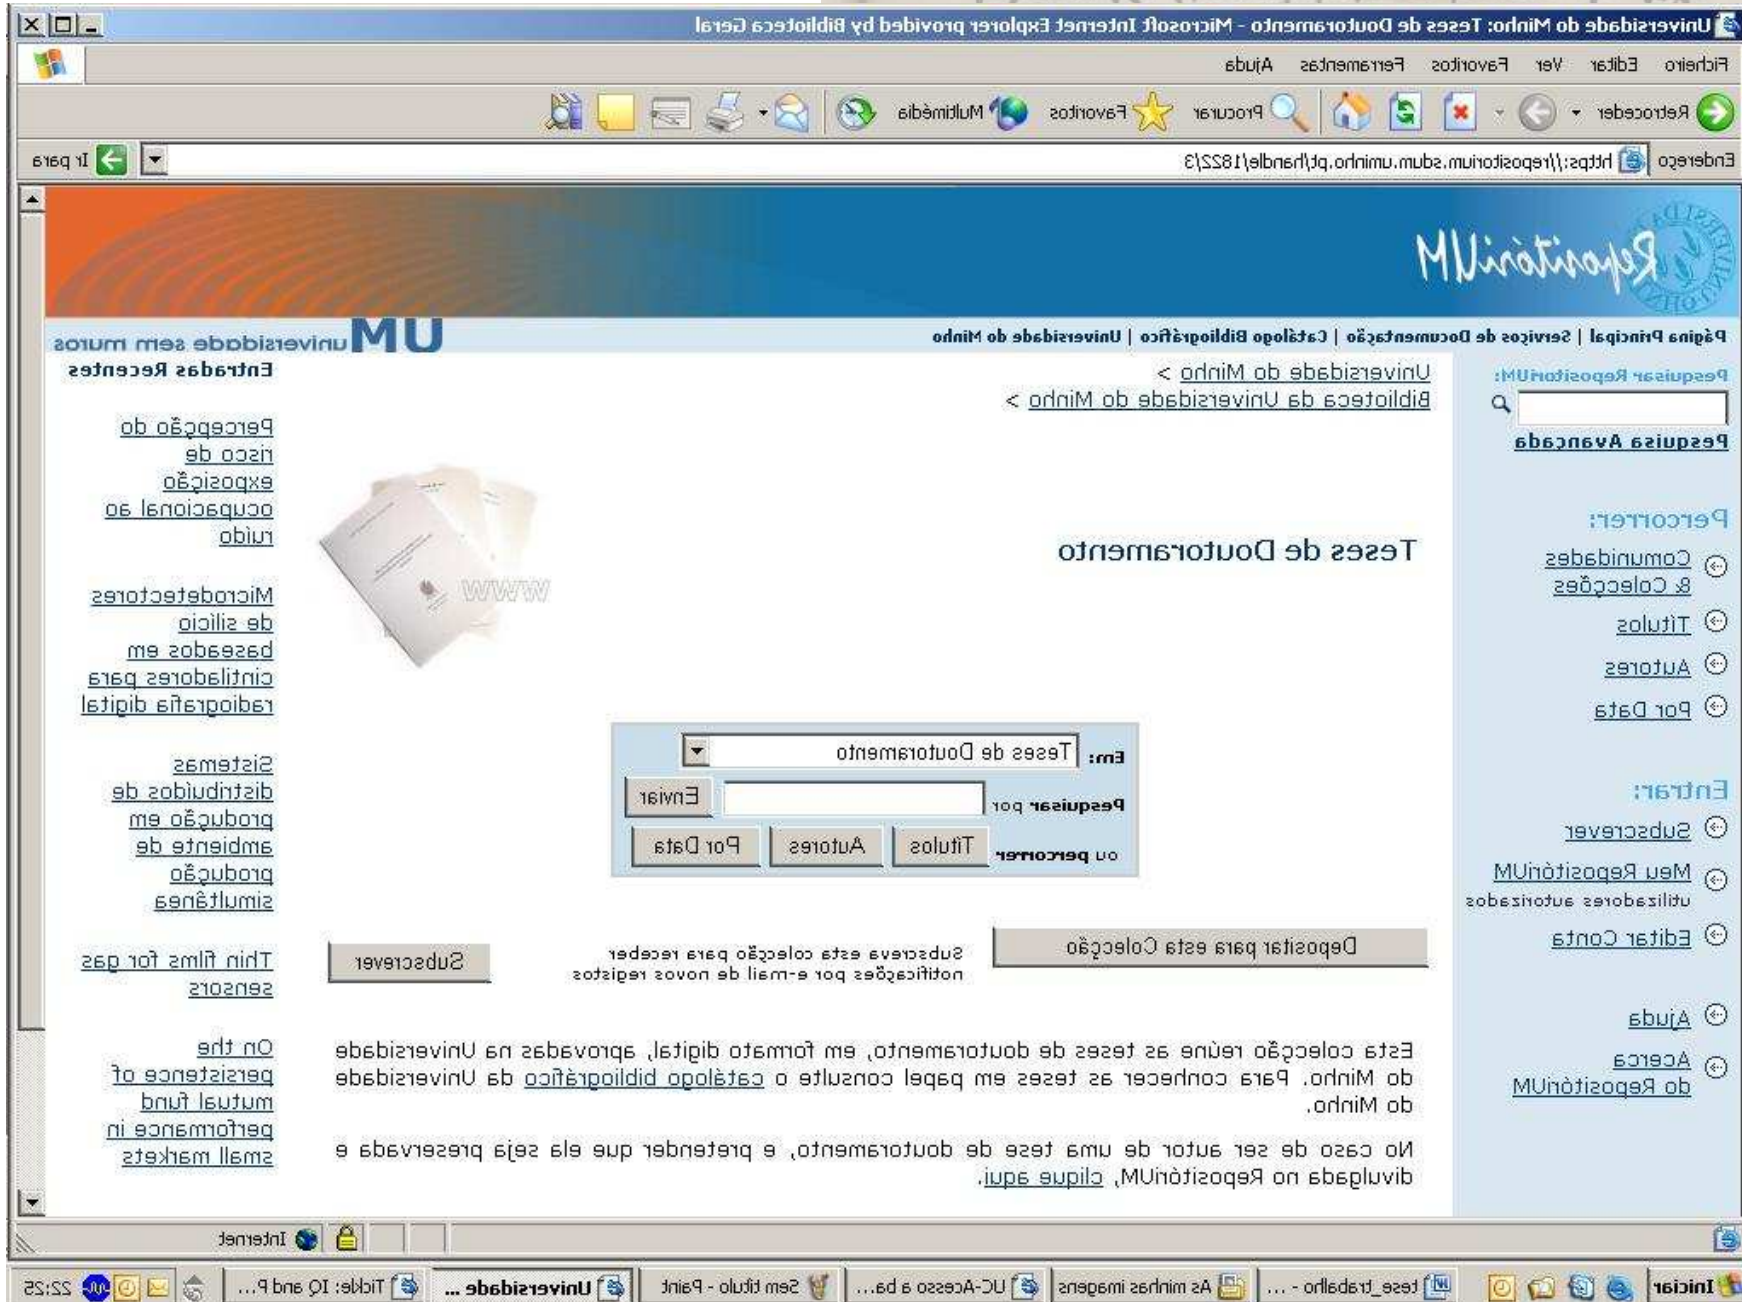 Universidade do Minho: Teses de Doutoramento - Microsoft Internet Explorer provided by Biblioteca Geral
Ficheiro Editar Ver Favoritos Ferramentas Ajuda
Retroceder Procurar Favoritos Multimédia
Endereço https://repositorium.sdum.uminho.pt/handle/1822/3 Ir para
RepositóriUM
Página Principal | Serviços de Documentação | Catálogo Bibliográfico | Universidade do Minho
UM universidade sem muros
Pesquisar RepositoriUM:
Pesquisa Avançada
Percorrer:
Comunidades
& Colecções
Títulos
Autores
Por Data
Entrar:
Subscrever
Meu RepositóriUM
utilizadores autorizados
Editar Conta
Ajuda
Acerca
do RepositóriUM
Universidade do Minho >
Biblioteca da Universidade do Minho >
Teses de Doutoramento
WWW
Em: Teses de Doutoramento
Pesquisar por Enviar
ou percorrer Títulos Autores Por Data
Depositar para esta Colecção
Subscreva esta colecção para receber
notificações por e-mail de novos registos
Subscrever
Esta colecção reúne as teses de doutoramento, em formato digital, aprovadas na Universidade
do Minho. Para conhecer as teses em papel consulte o catálogo bibliográfico da Universidade
do Minho.
No caso de ser autor de uma tese de doutoramento, e pretender que ela seja preservada e
divulgada no RepositóriUM, clique aqui.
Entradas Recentes
Percepção do
risco de
exposição
ocupacional ao
ruído
Microdetectores
de silício
baseados em
cintiladores para
radiografia digital
Sistemas
distribuídos de
produção em
ambiente de
produção
simultânea
Thin films for gas
sensors
On the
persistence of
mutual fund
performance in
small markets
Internet
Iniciar
tese_trabalho - ...
As minhas imagens
UC-Acesso a ba...
Sem título - Paint
Universidade ...
Tickle: IQ and P...
22:25